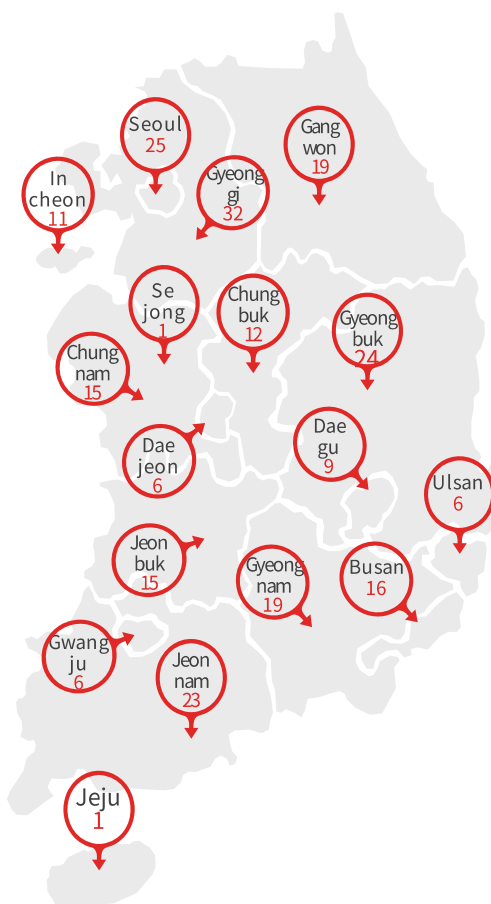 Seoul
25
Gang
won
19
In
cheon
11
Gyeong
gi
32
Se
jong
1
Chung
buk
12
Gyeong
buk
24
Chung
nam
15
Dae
jeon
6
Dae
gu
9
Ulsan
6
Jeon
buk
15
Gyeong
nam
19
Busan
16
Gwang
ju
6
Jeon
nam
23
Jeju
1